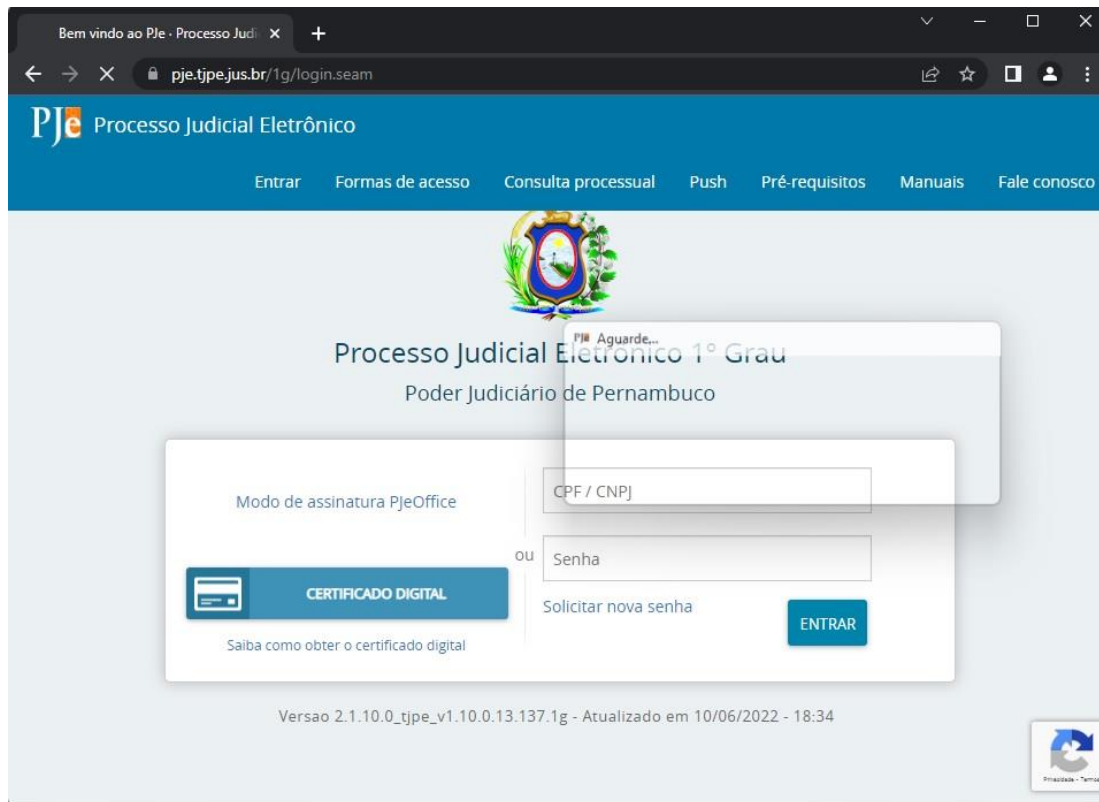 Bem vindo ao PJe · Processo Judi
pje.tjpe.jus.br/1g/login.seam
PJe Processo Judicial Eletrônico
Entrar Formas de acesso Consulta processual Push Pré-requisitos Manuais Fale conosco
PJe Aguarde...
Processo Judicial Eletrônico 1º Grau
Poder Judiciário de Pernambuco
Modo de assinatura PJeOffice
CERTIFICADO DIGITAL
Saiba como obter o certificado digital
ou
CPF / CNPJ
Senha
Solicitar nova senha
ENTRAR
Versao 2.1.10.0_tjpe_v1.10.0.13.137.1g - Atualizado em 10/06/2022 - 18:34
Privacidade - Termos